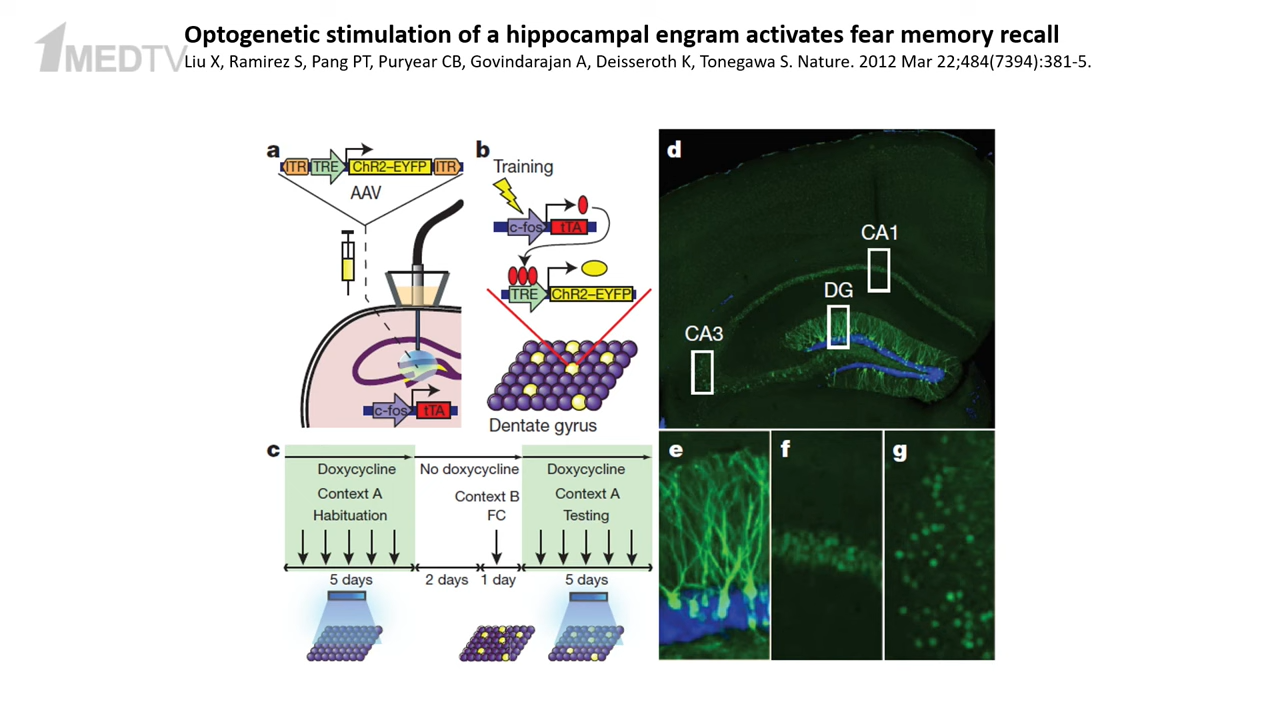 1MEDTV
Optogenetic stimulation of a hippocampal engram activates fear memory recall
Liu X, Ramirez S, Pang PT, Puryear CB, Govindarajan A, Deisseroth K, Tonegawa S. Nature. 2012 Mar 22;484(7394):381-5.
a
ITR TRE ChR2–EYFP ITR
AAV
c-fos tTA
b
Training
c-fos tTA
TRE ChR2–EYFP
Dentate gyrus
c
Doxycycline No doxycycline Doxycycline
Context A Context B Context A
Habituation FC Testing
5 days 2 days 1 day 5 days
d
CA1
DG
CA3
e f g